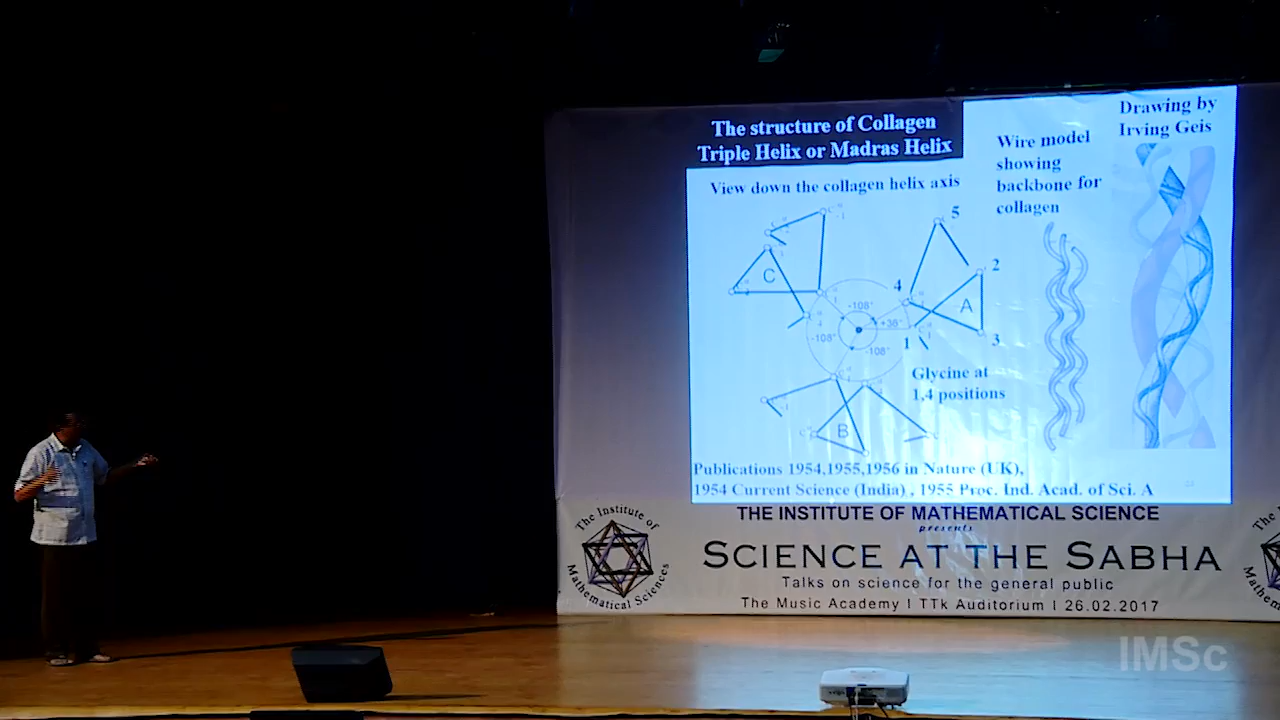 The structure of Collagen
Triple Helix or Madras Helix
Drawing by
Irving Geis
Wire model
showing
backbone for
collagen
View down the collagen helix axis
5
2
C
4
A
-108°
+36°
-108°
1
3
-108°
Glycine at
1,4 positions
B
Publications 1954,1955,1956 in Nature (UK),
1954 Current Science (India) , 1955 Proc. Ind. Acad. of Sci. A
THE INSTITUTE OF MATHEMATICAL SCIENCE
presents
SCIENCE AT THE SABHA
Talks on science for the general public
The Music Academy | TTk Auditorium | 26.02.2017
The Institute of
Mathematical Sciences
IMSc